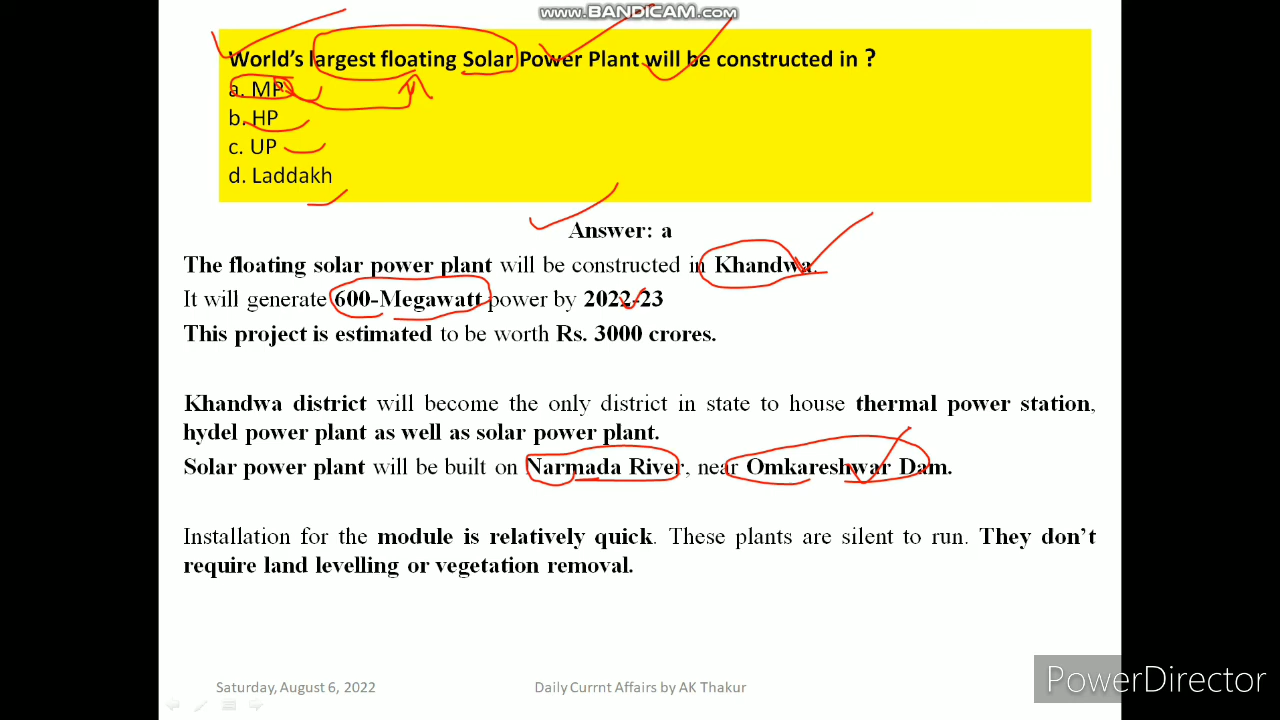 www.BANDICAM.com
World's largest floating Solar Power Plant will be constructed in ?
a. MP
b. HP
c. UP
d. Laddakh
Answer: a
The floating solar power plant will be constructed in Khandwa.
It will generate 600-Megawatt power by 2022-23
This project is estimated to be worth Rs. 3000 crores.
Khandwa district will become the only district in state to house thermal power station,
hydel power plant as well as solar power plant.
Solar power plant will be built on Narmada River, near Omkareshwar Dam.
Installation for the module is relatively quick. These plants are silent to run. They don't
require land levelling or vegetation removal.
Saturday, August 6, 2022
Daily Currnt Affairs by AK Thakur
PowerDirector